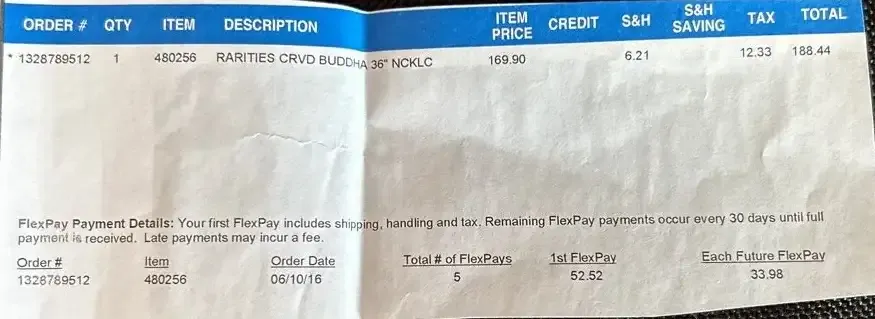 ORDER # QTY ITEM DESCRIPTION ITEM PRICE CREDIT S&H S&H SAVING TAX TOTAL
* 1328789512 1 480256 RARITIES CRVD BUDDHA 36" NCKLC 169.90 6.21 12.33 188.44
FlexPay Payment Details: Your first FlexPay includes shipping, handling and tax. Remaining FlexPay payments occur every 30 days until full
payment is received. Late payments may incur a fee.
Order # Item Order Date Total # of FlexPays 1st FlexPay Each Future FlexPay
1328789512 480256 06/10/16 5 52.52 33.98